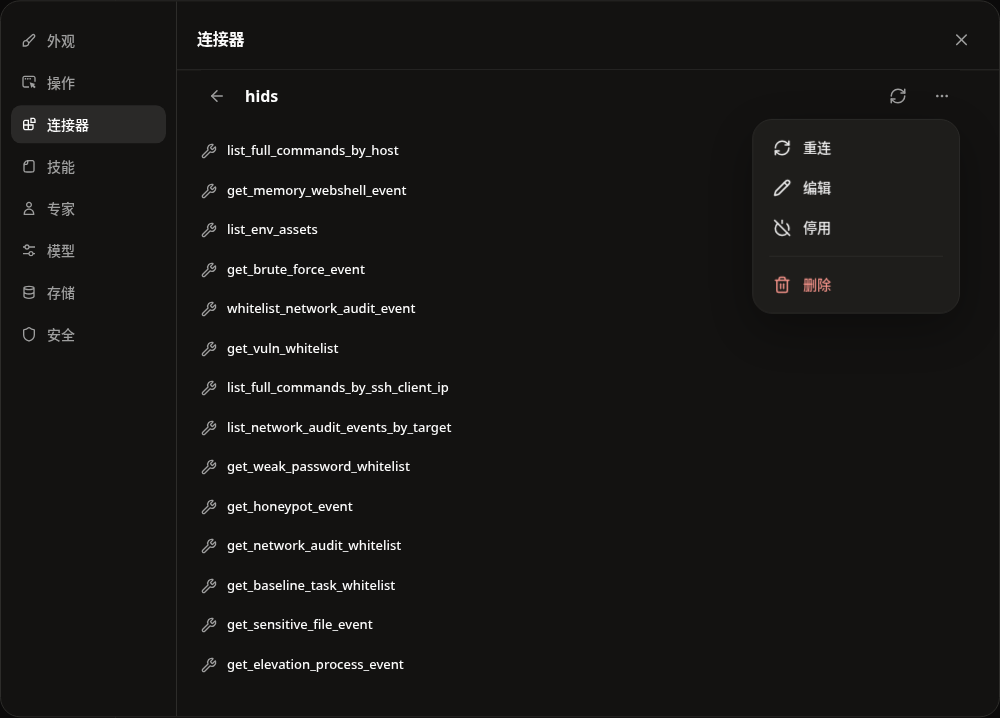 外观
操作
连接器
技能
专家
模型
存储
安全
连接器
hids
list_full_commands_by_host
get_memory_webshell_event
list_env_assets
get_brute_force_event
whitelist_network_audit_event
get_vuln_whitelist
list_full_commands_by_ssh_client_ip
list_network_audit_events_by_target
get_weak_password_whitelist
get_honeypot_event
get_network_audit_whitelist
get_baseline_task_whitelist
get_sensitive_file_event
get_elevation_process_event
重连
编辑
停用
删除